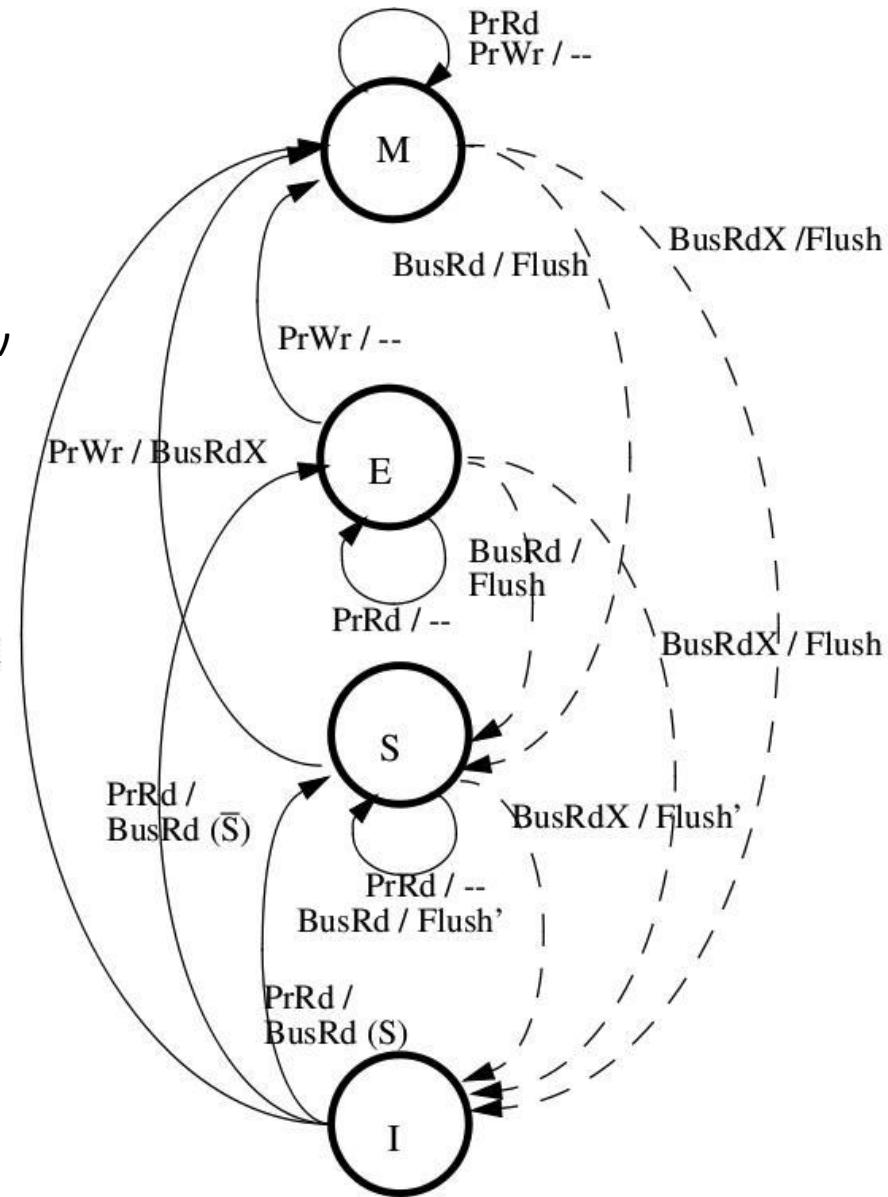 PrRd
PrWr / --
M
BusRdX /Flush
BusRd / Flush
PrWr / --
PrWr / BusRdX
E
BusRd /
Flush
PrRd / --
BusRdX / Flush
S
PrRd /
BusRd (S̅)
BusRdX / Flush’
PrRd / --
BusRd / Flush’
PrRd /
BusRd (S)
I